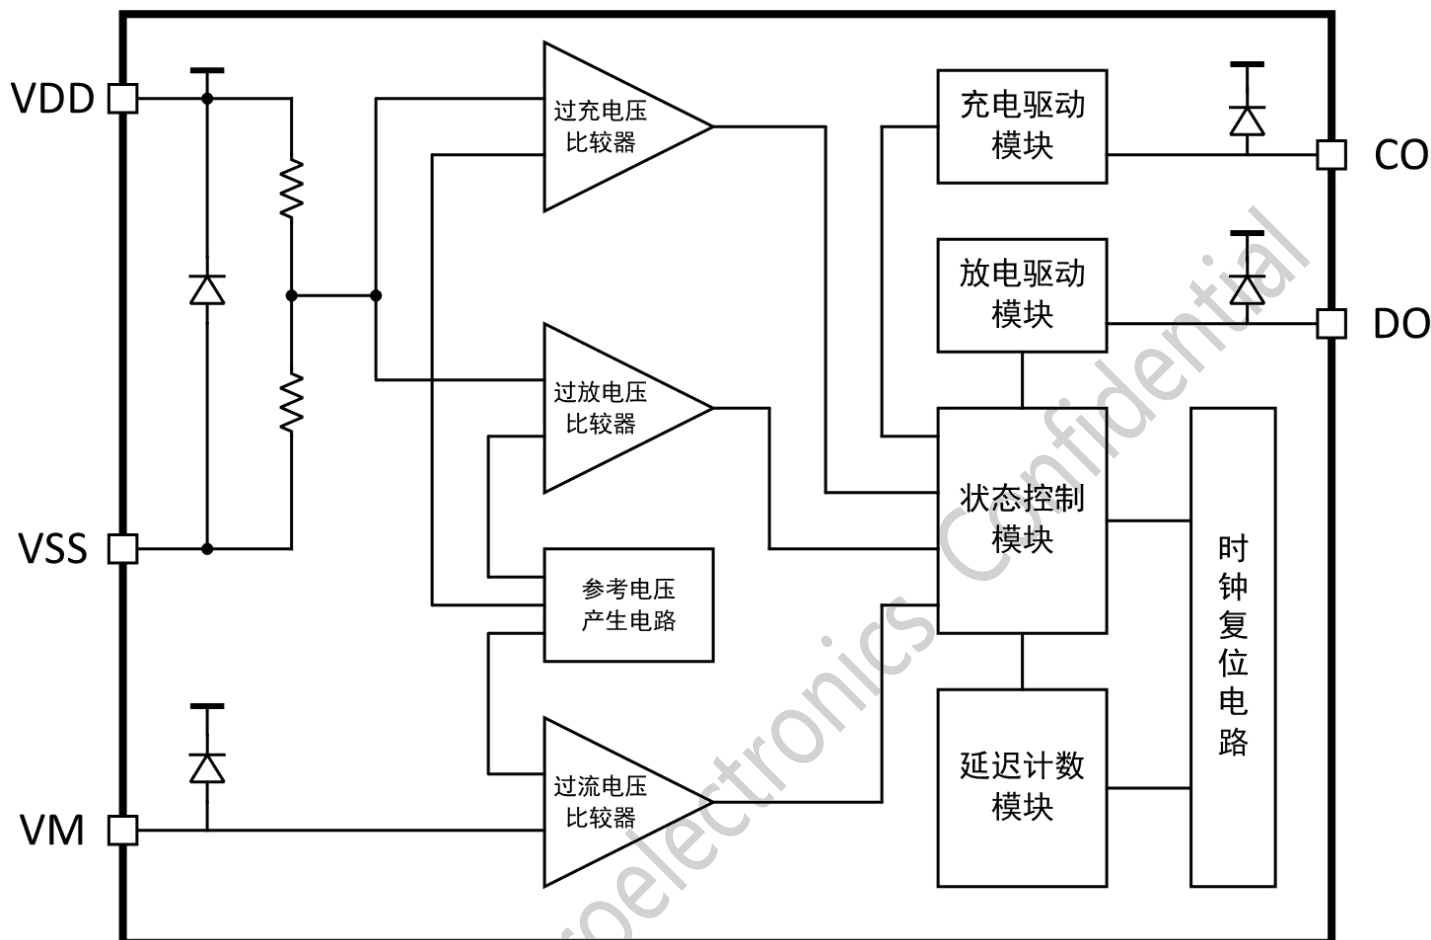 VDD
过充电压
比较器
充电驱动
模块
CO
放电驱动
模块
DO
过放电压
比较器
状态控制
模块
VSS
参考电压
产生电路
时
钟
复
位
电
路
VM
过流电压
比较器
延迟计数
模块
roelectronics Confidential